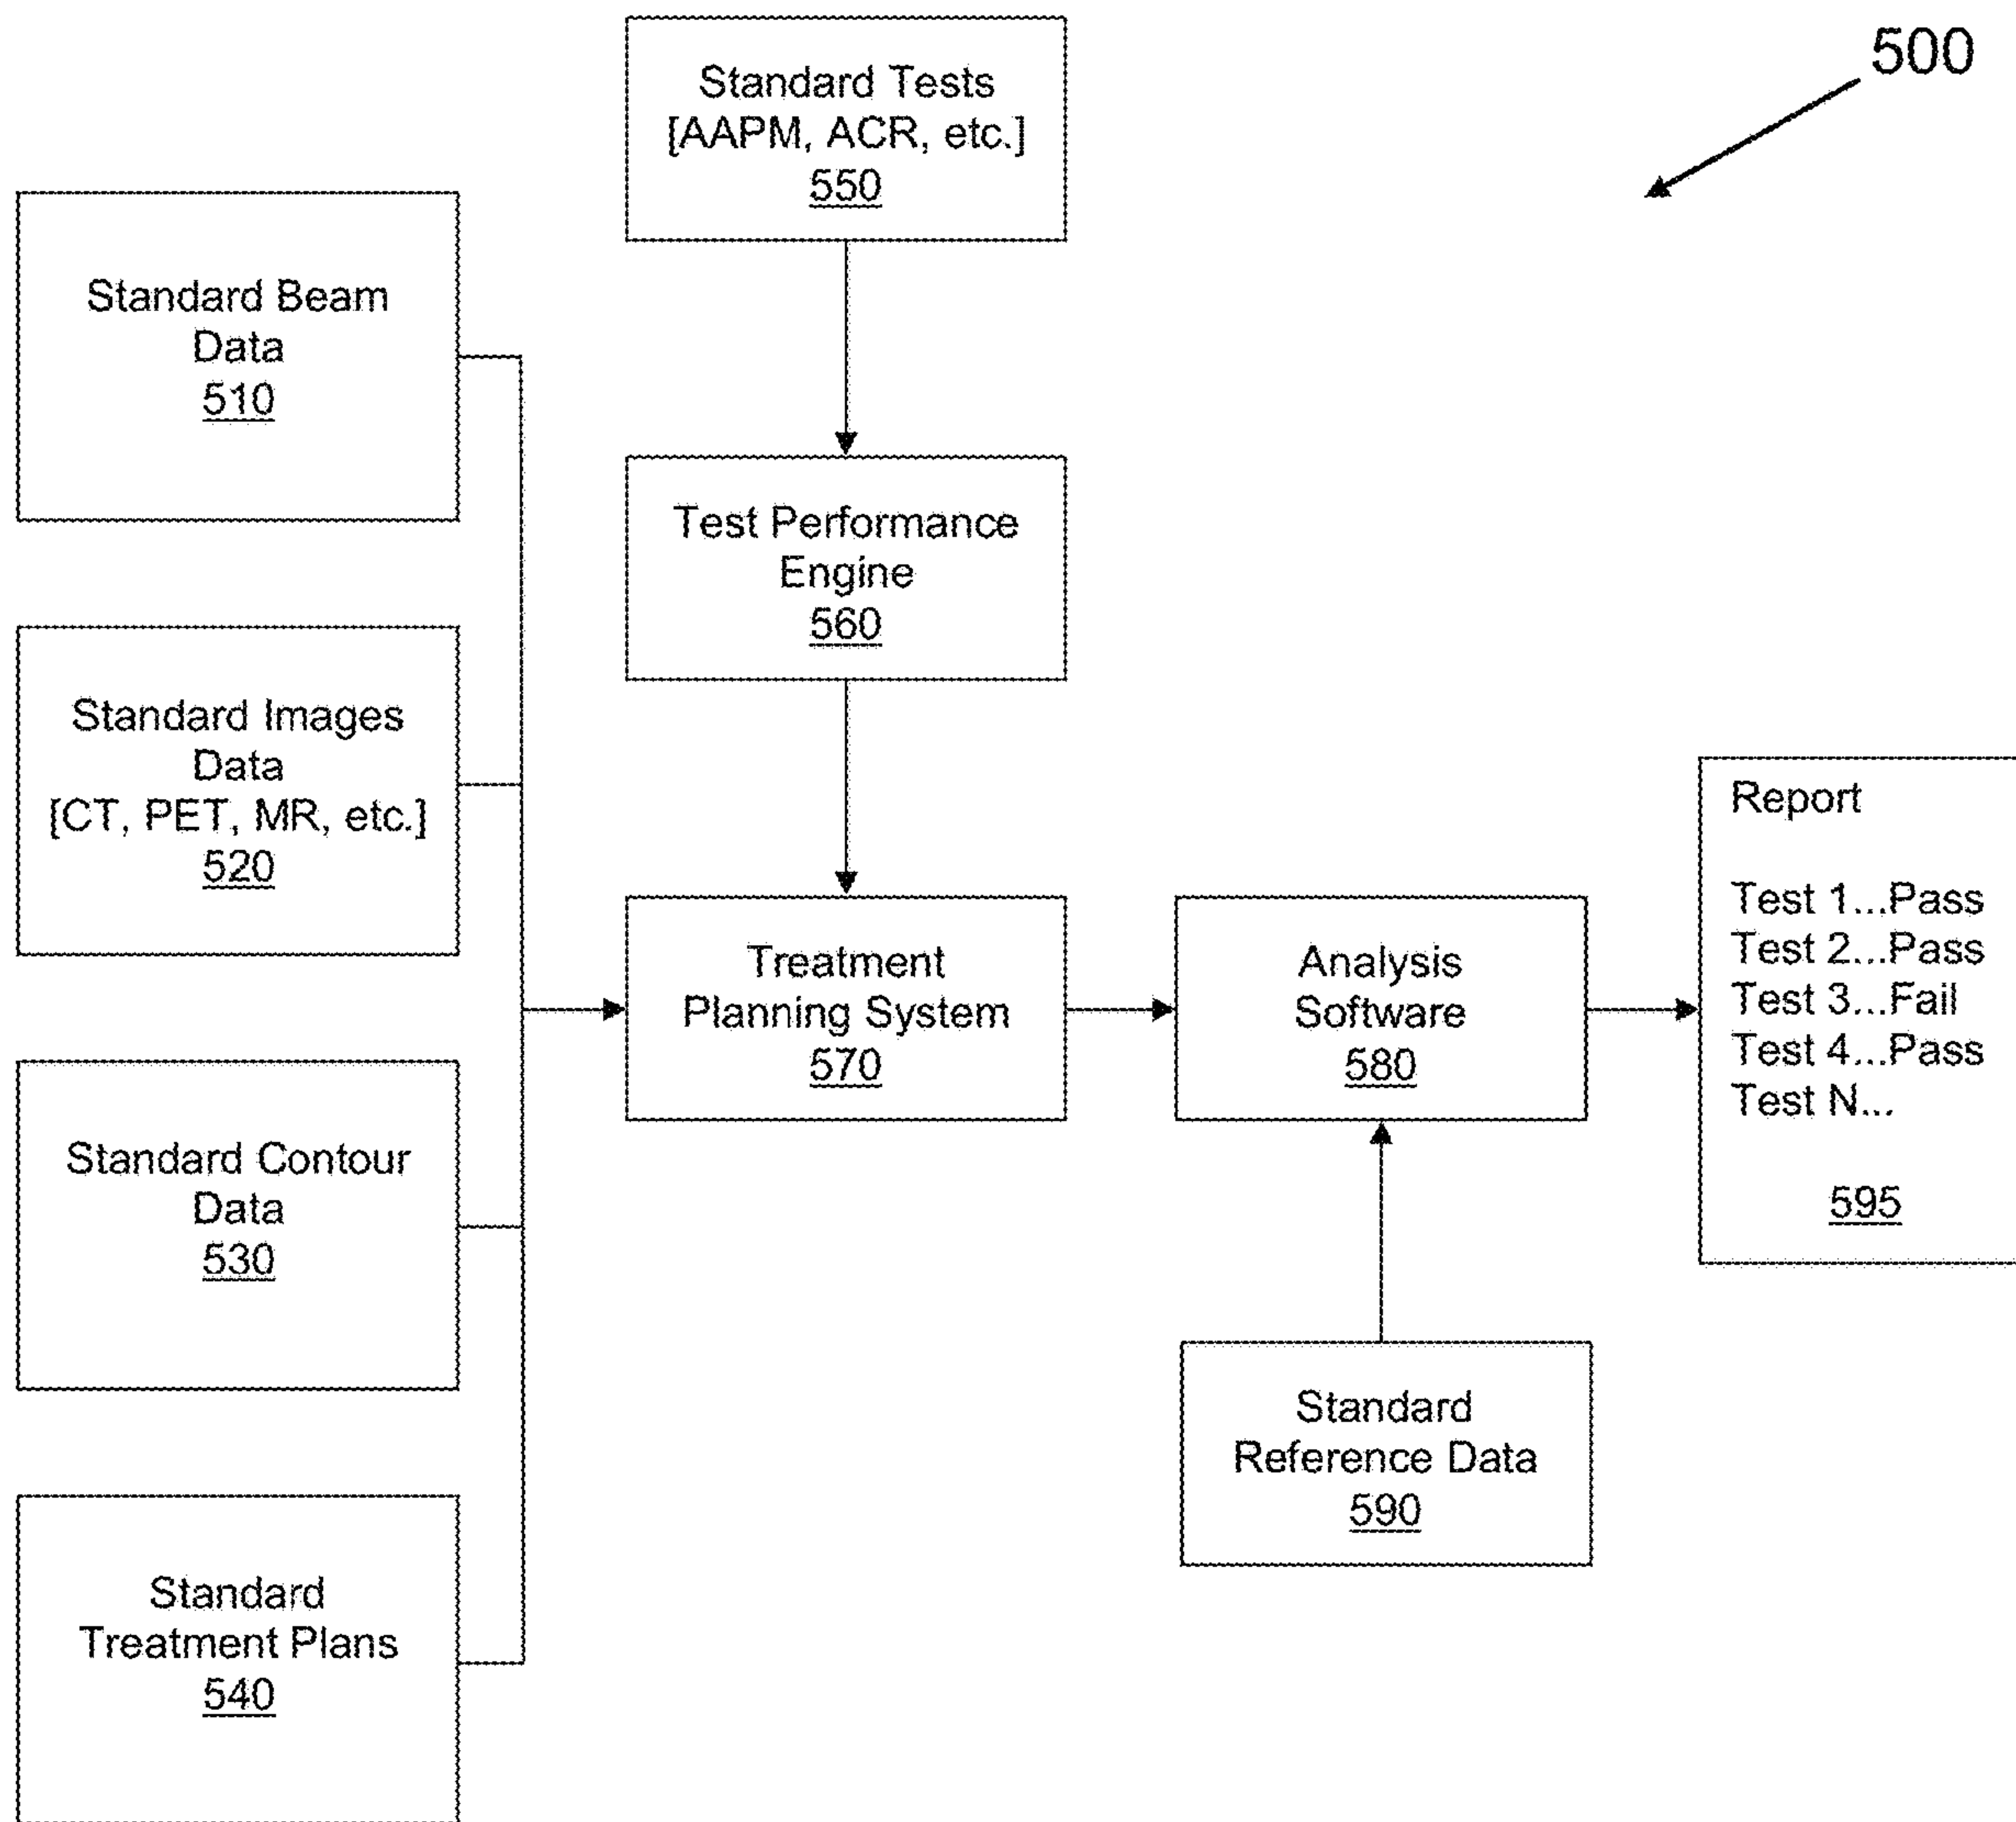 500
Standard Tests
[AAPM, ACR, etc.]
550
Standard Beam
Data
510
Test Performance
Engine
560
Standard Images
Data
[CT, PET, MR, etc.]
520
Treatment
Planning System
570
Analysis
Software
580
Report
Test 1...Pass
Test 2...Pass
Test 3...Fail
Test 4...Pass
Test N...
595
Standard Contour
Data
530
Standard
Reference Data
590
Standard
Treatment Plans
540